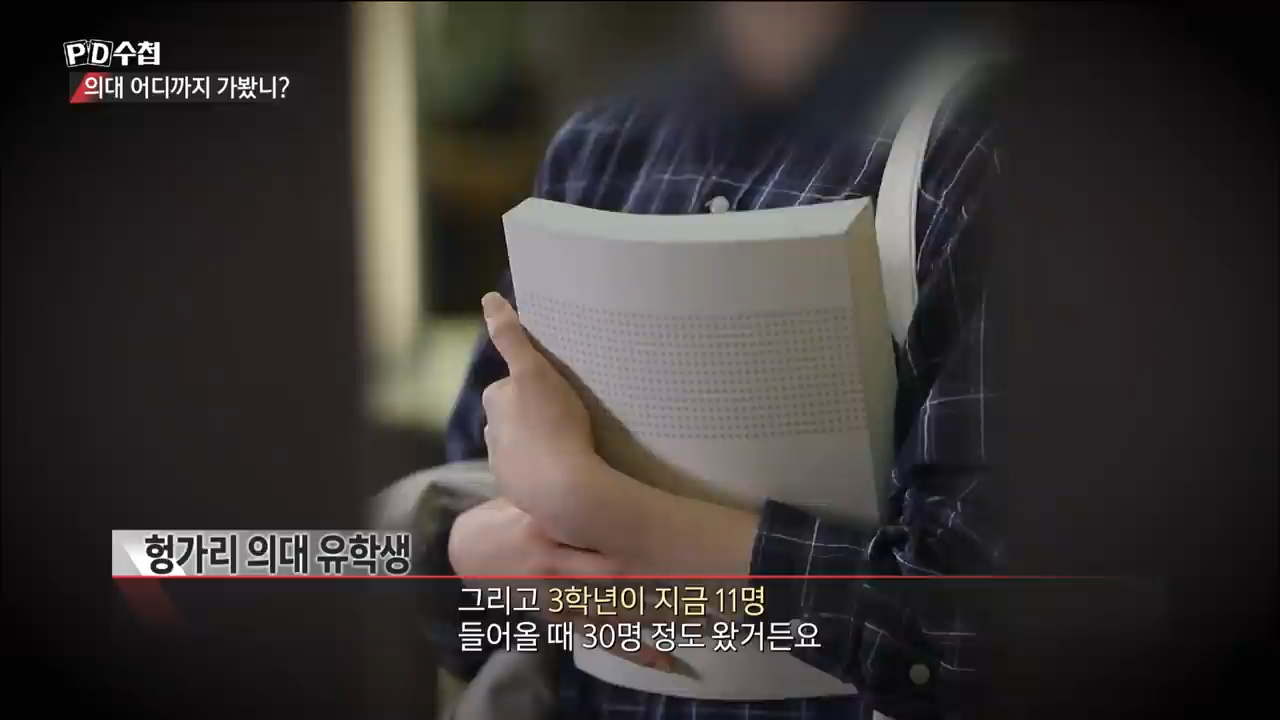 PD수첩
의대 어디까지 가봤니?
헝가리 의대 유학생
그리고 3학년이 지금 11명
들어올 때 30명 정도 왔거든요